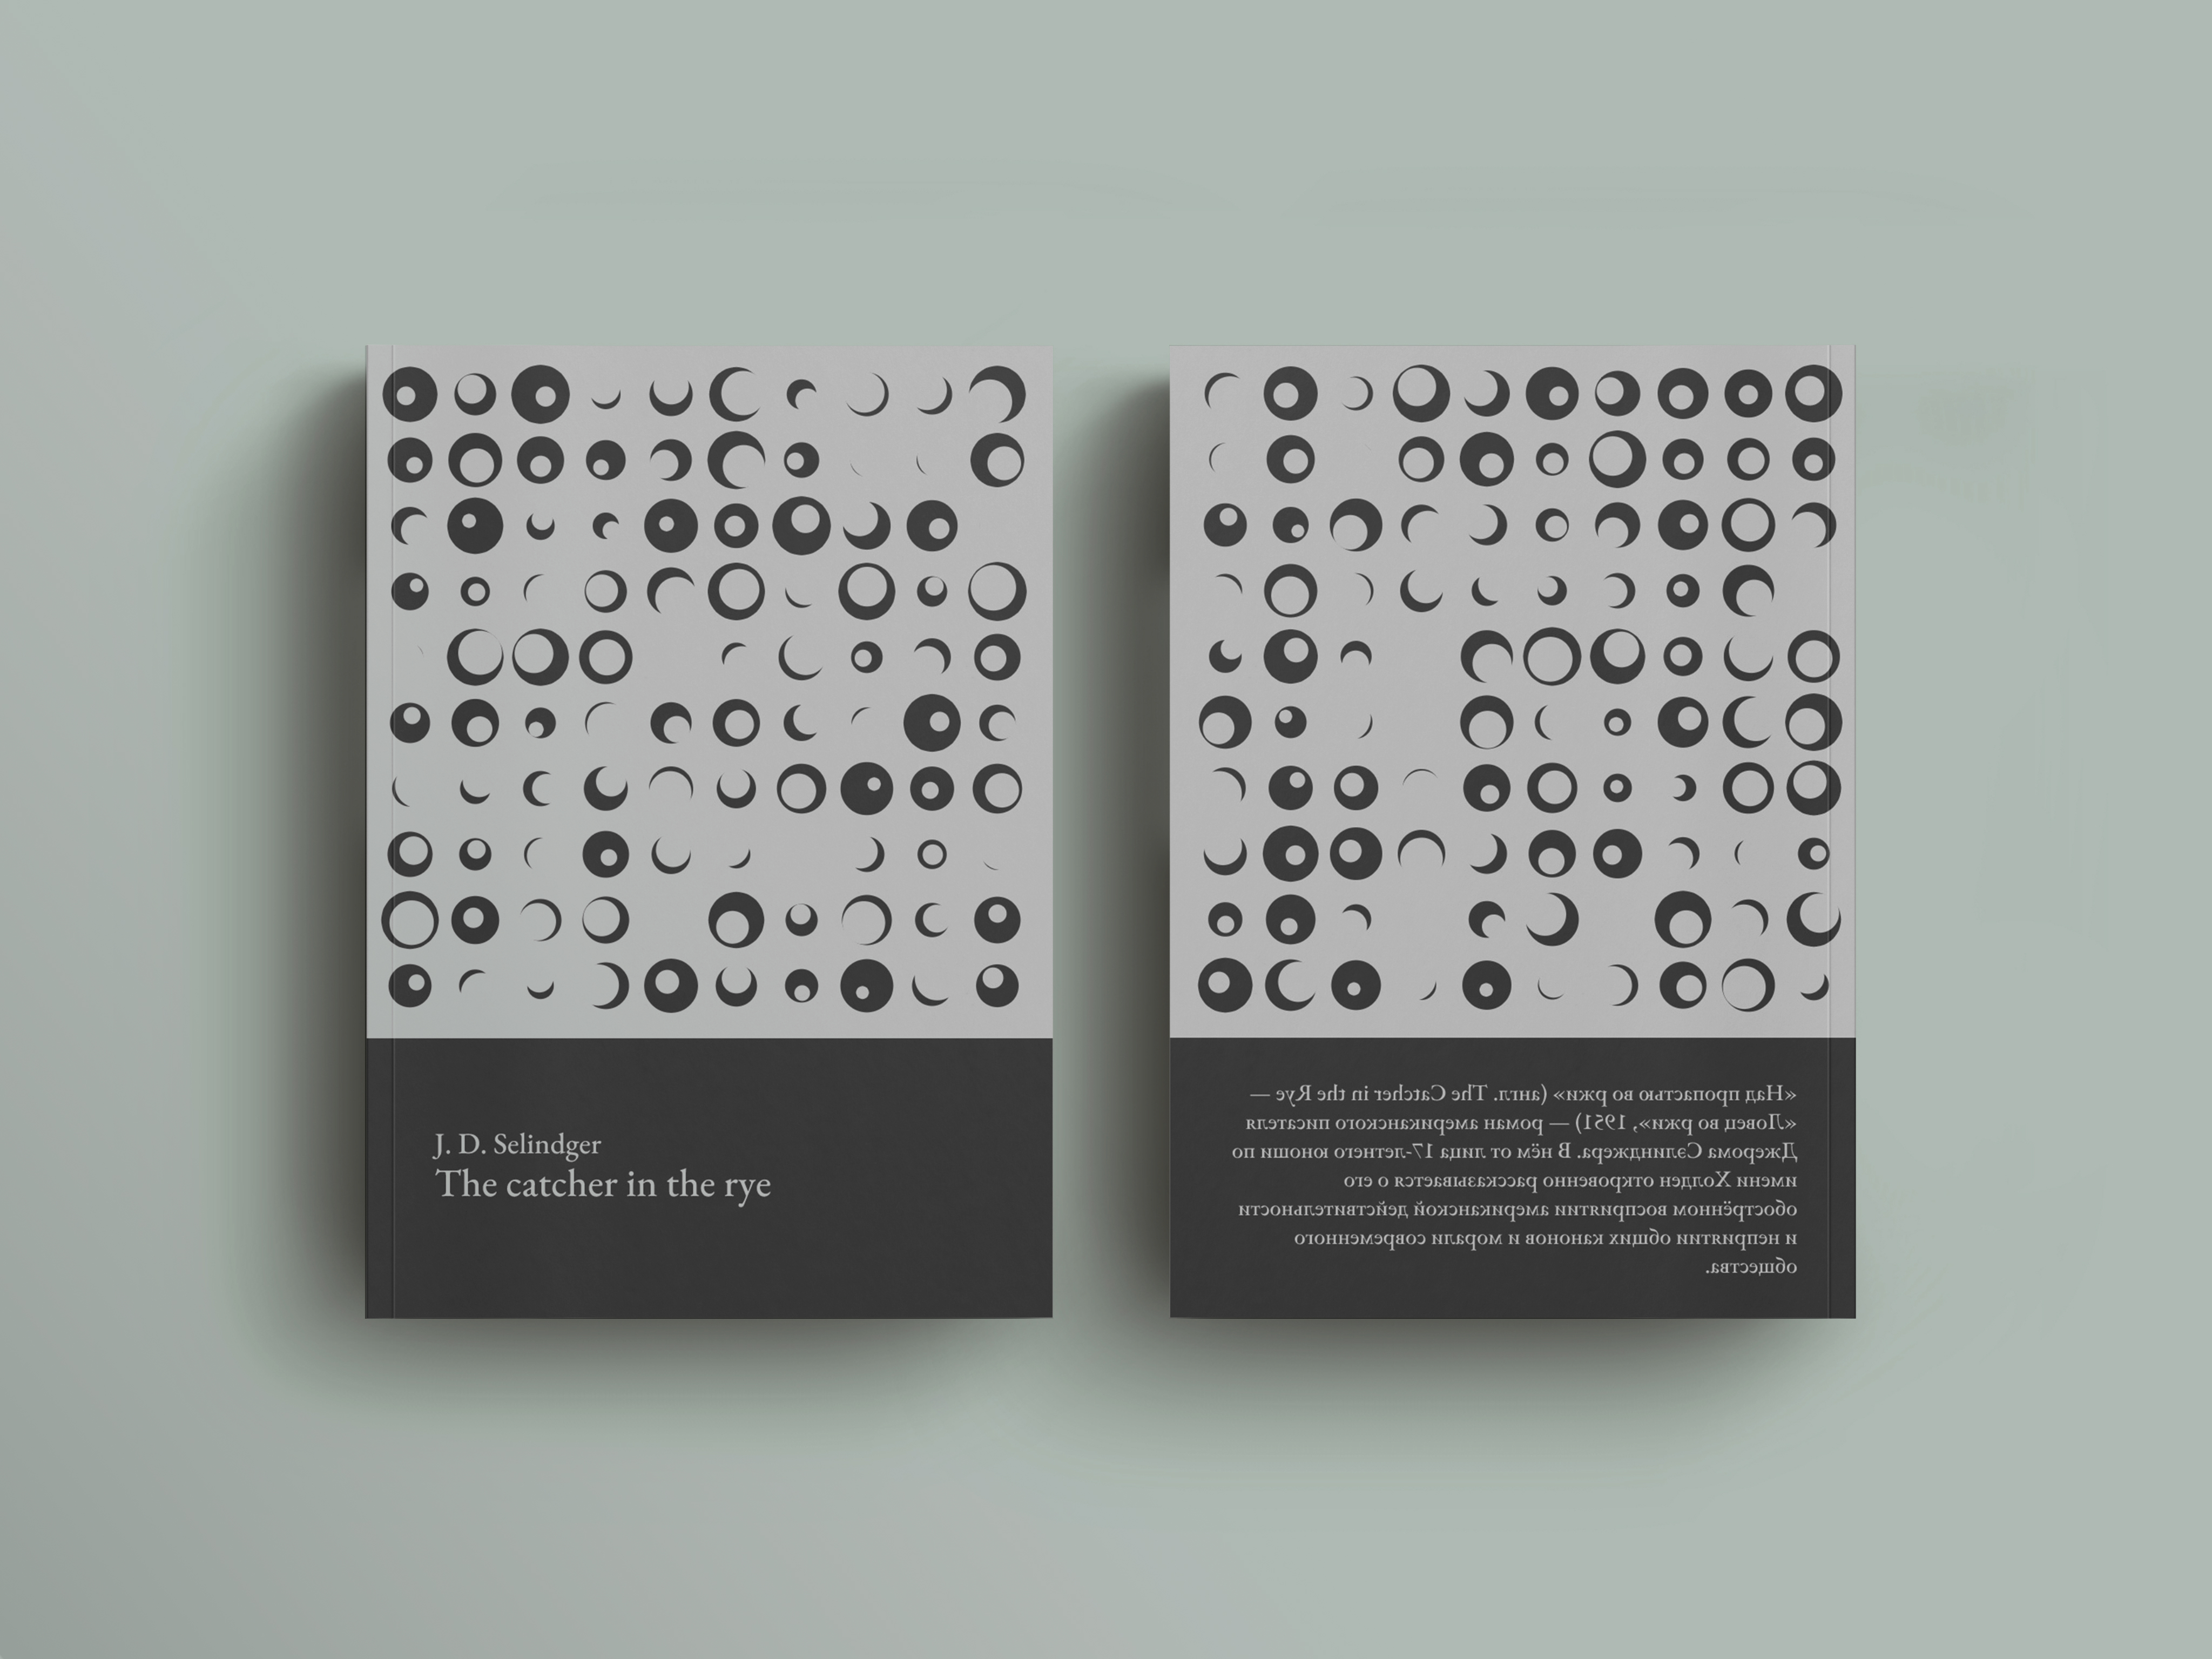 J. D. Selindger
The catcher in the rye
«Над пропастью во ржи» (англ. The Catcher in the Rye —
«Ловец во ржи», 1951) — роман американского писателя
Джерома Сэлинджера. В нём от лица 17-летнего юноши по
имени Холден откровенно рассказывается о его
обострённом восприятии американской действительности
и неприятии общих канонов и морали современного
общества.